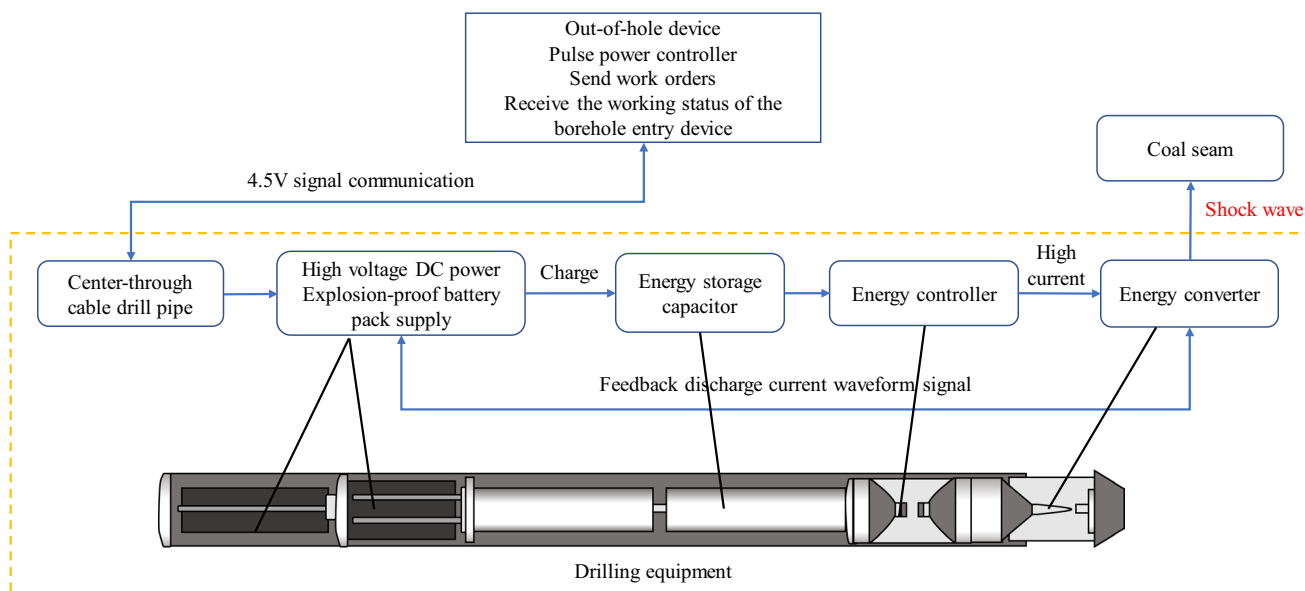 Out-of-hole device
Pulse power controller
Send work orders
Receive the working status of the
borehole entry device
Coal seam
4.5V signal communication
Shock wave
Center-through
cable drill pipe
High voltage DC power
Explosion-proof battery
pack supply
Charge
Energy storage
capacitor
Energy controller
High
current
Energy converter
Feedback discharge current waveform signal
Drilling equipment